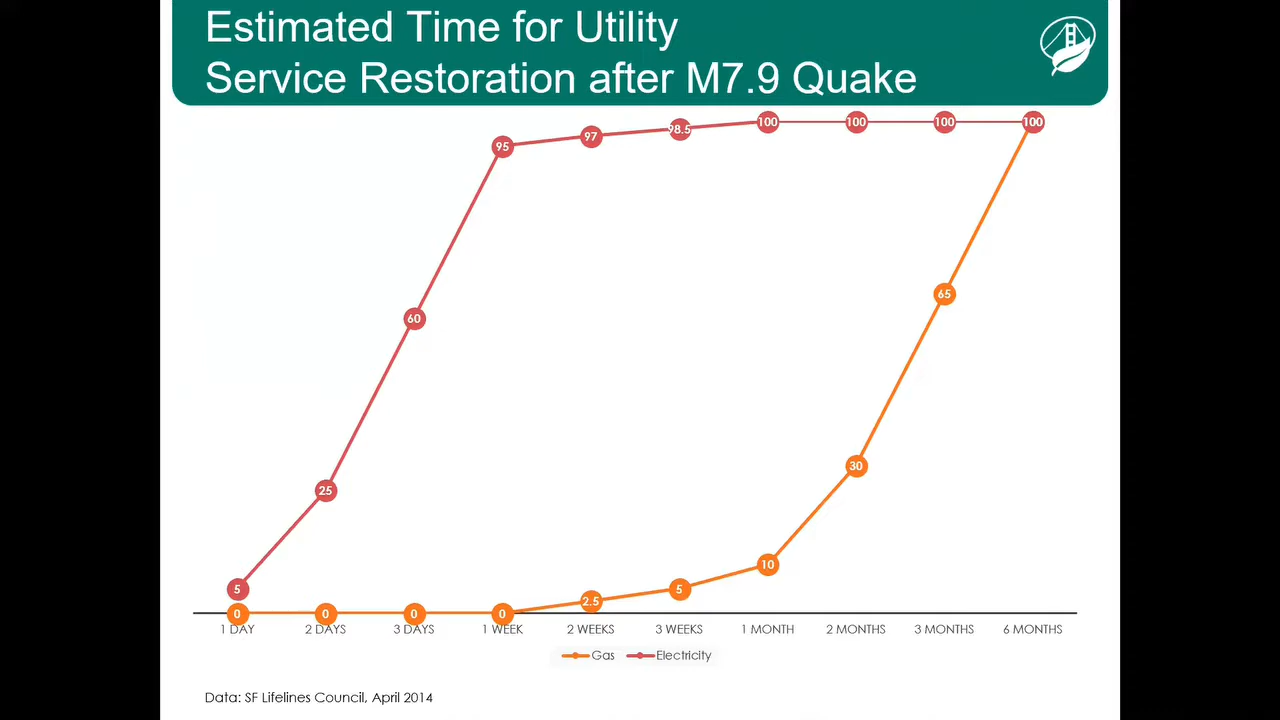 Estimated Time for Utility
Service Restoration after M7.9 Quake
95
97
98.5
100
100
100
100
60
65
25
30
5
10
5
2.5
0
0
0
0
1 DAY
2 DAYS
3 DAYS
1 WEEK
2 WEEKS
3 WEEKS
1 MONTH
2 MONTHS
3 MONTHS
6 MONTHS
Gas
Electricity
Data: SF Lifelines Council, April 2014